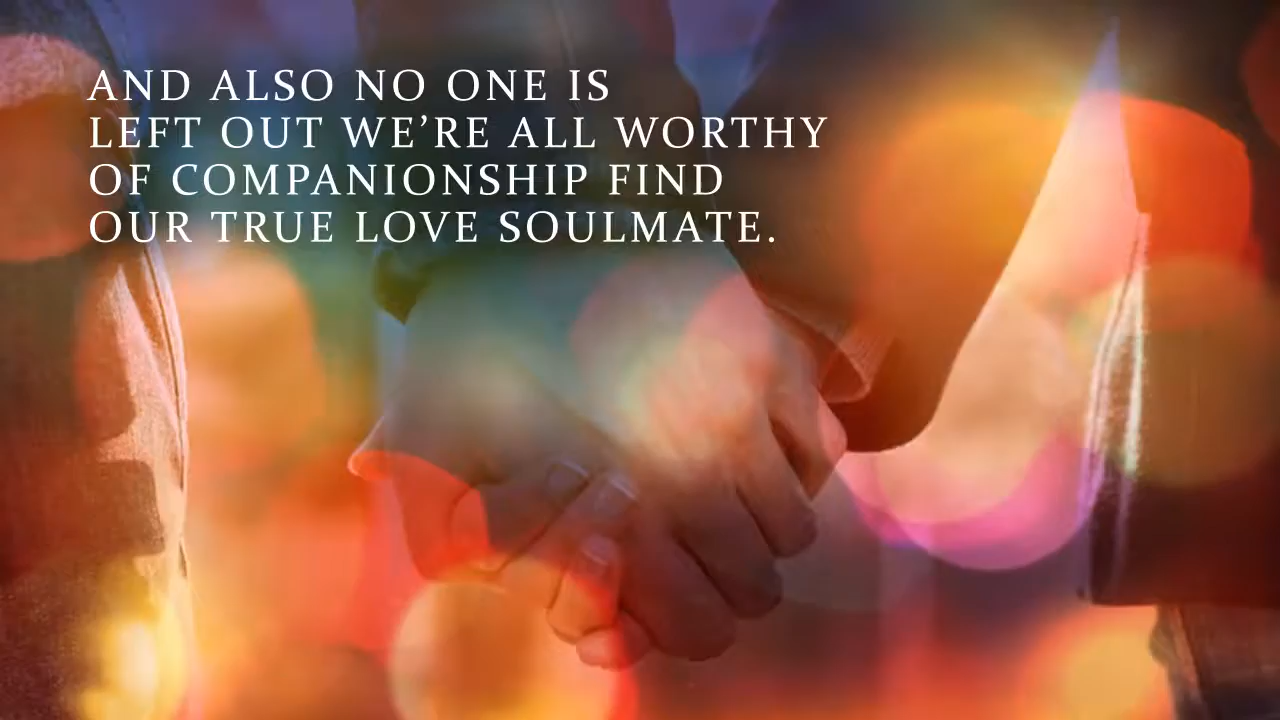 AND ALSO NO ONE IS
LEFT OUT WE’RE ALL WORTHY
OF COMPANIONSHIP FIND
OUR TRUE LOVE SOULMATE.